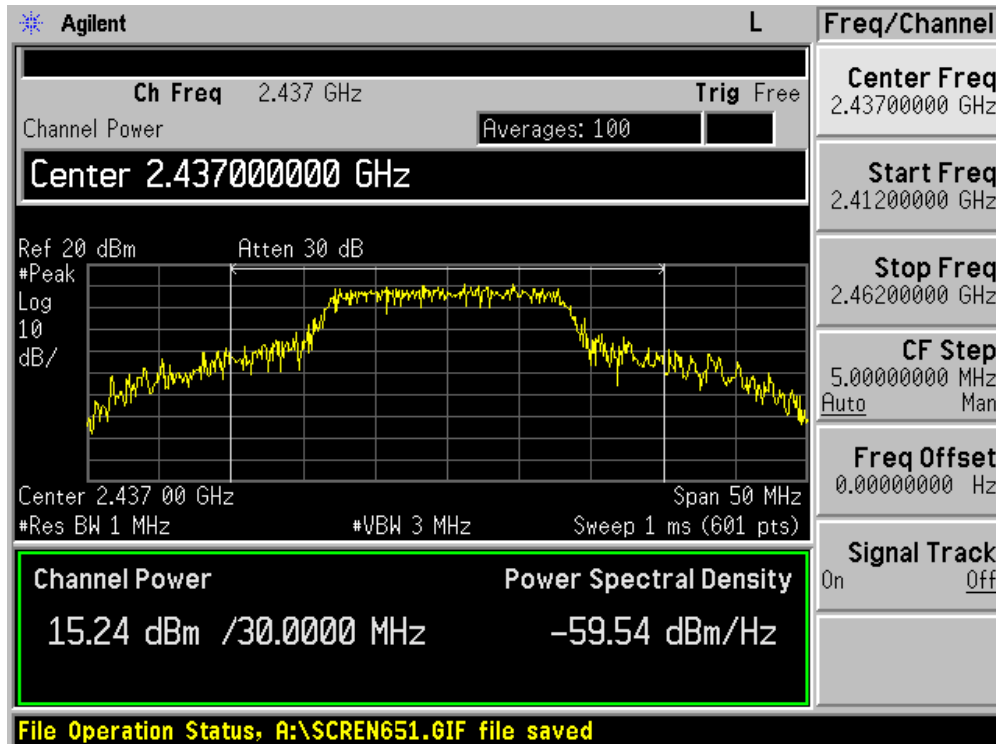 Agilent L
Ch Freq 2.437 GHz Trig Free
Channel Power Averages: 100
Center 2.437000000 GHz
Ref 20 dBm Atten 30 dB
#Peak
Log
10
dB/
Center 2.437 00 GHz Span 50 MHz
#Res BW 1 MHz #VBW 3 MHz Sweep 1 ms (601 pts)
Channel Power Power Spectral Density
15.24 dBm /30.0000 MHz -59.54 dBm/Hz
File Operation Status, A:\SCREN651.GIF file saved
Freq/Channel
Center Freq
2.43700000 GHz
Start Freq
2.41200000 GHz
Stop Freq
2.46200000 GHz
CF Step
5.00000000 MHz
Auto Man
Freq Offset
0.00000000 Hz
Signal Track
On Off